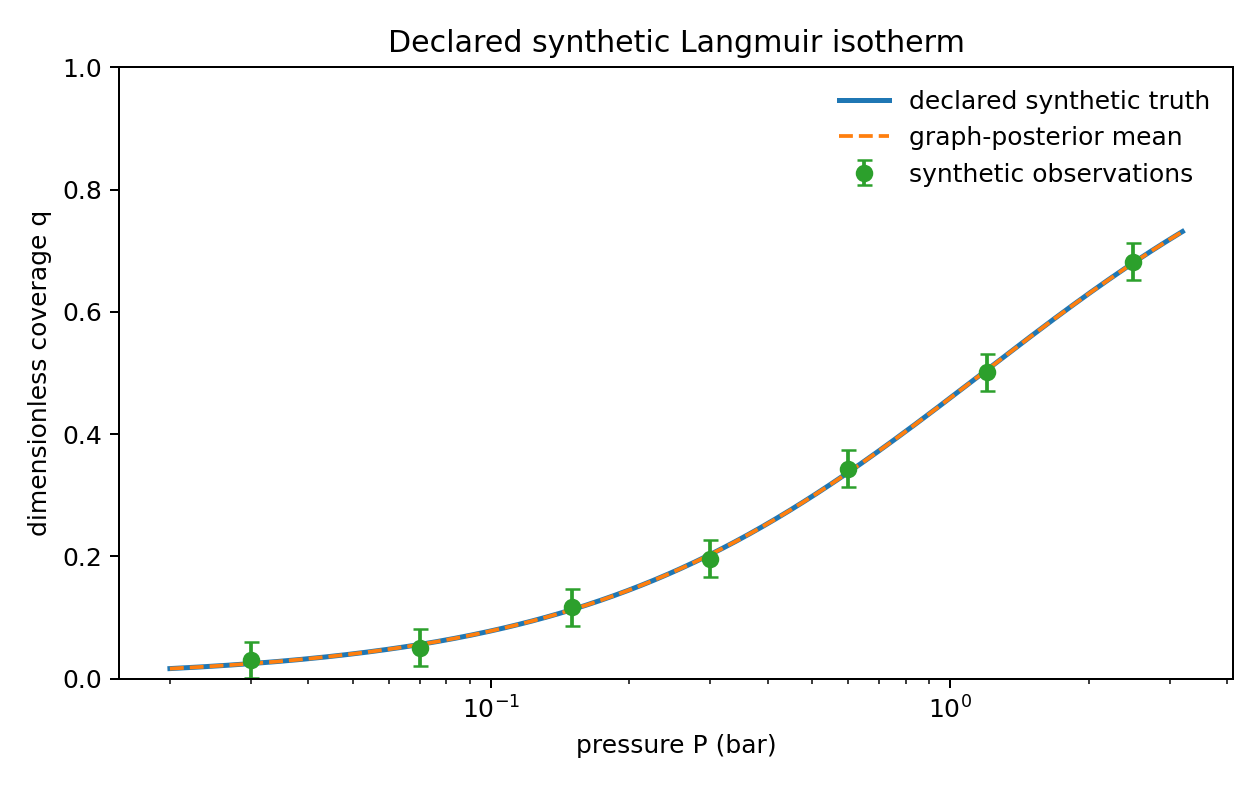 Declared synthetic Langmuir isotherm
declared synthetic truth
graph-posterior mean
synthetic observations
dimensionless coverage q
1.0
0.8
0.6
0.4
0.2
0.0
10⁻¹
10⁰
pressure P (bar)